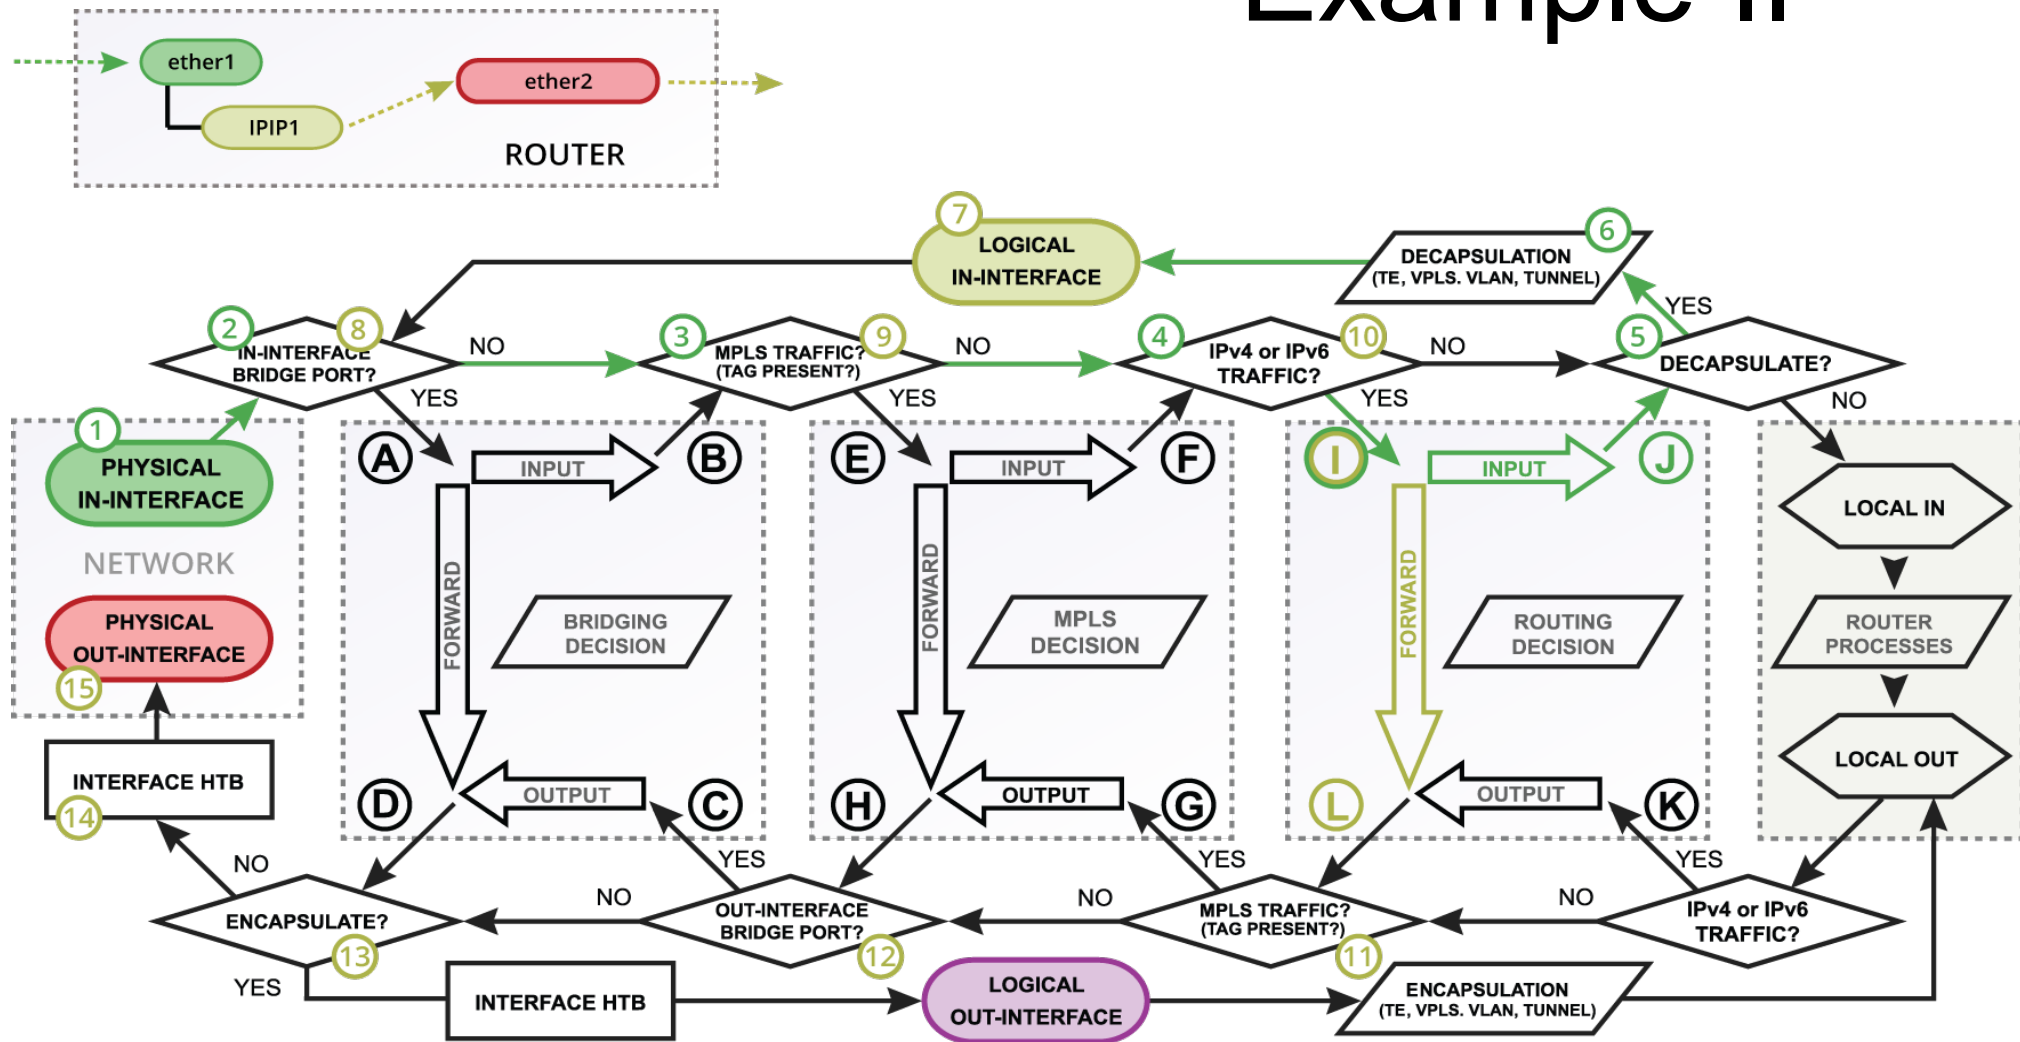 Example II
ether1
ether2
IPIP1
ROUTER
7
LOGICAL
IN-INTERFACE
6
DECAPSULATION
(TE, VPLS. VLAN, TUNNEL)
YES
2
8
IN-INTERFACE
BRIDGE PORT?
NO
3
9
MPLS TRAFFIC?
(TAG PRESENT?)
NO
4
10
IPv4 or IPv6
TRAFFIC?
NO
5
DECAPSULATE?
YES
YES
YES
NO
1
PHYSICAL
IN-INTERFACE
NETWORK
PHYSICAL
OUT-INTERFACE
15
A
INPUT
B
FORWARD
BRIDGING
DECISION
D
OUTPUT
C
E
INPUT
F
FORWARD
MPLS
DECISION
H
OUTPUT
G
I
INPUT
J
FORWARD
ROUTING
DECISION
L
OUTPUT
K
LOCAL IN
ROUTER
PROCESSES
LOCAL OUT
INTERFACE HTB
14
NO
YES
YES
YES
ENCAPSULATE?
13
NO
OUT-INTERFACE
BRIDGE PORT?
12
NO
MPLS TRAFFIC?
(TAG PRESENT?)
11
NO
IPv4 or IPv6
TRAFFIC?
YES
INTERFACE HTB
LOGICAL
OUT-INTERFACE
ENCAPSULATION
(TE, VPLS. VLAN, TUNNEL)